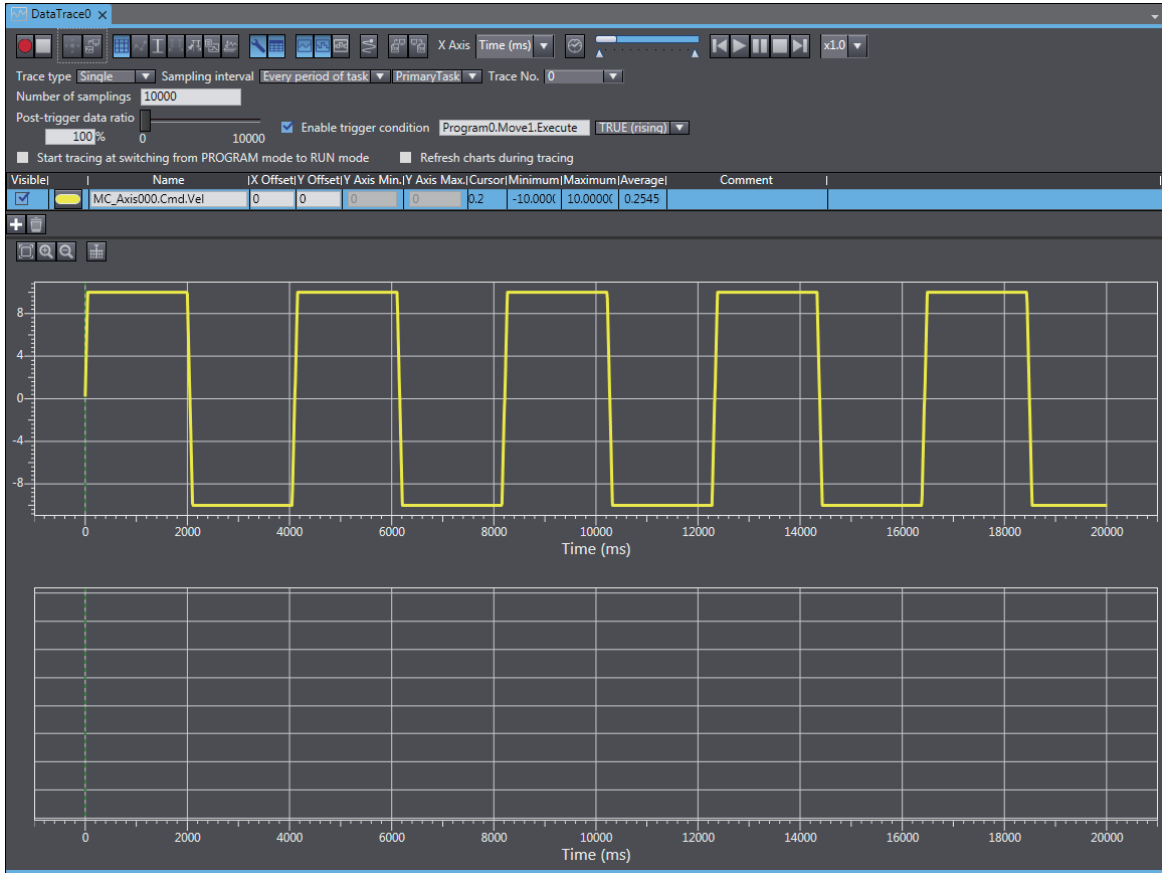 DataTrace0
X Axis Time (ms) x1.0
Trace type Single Sampling interval Every period of task PrimaryTask Trace No. 0
Number of samplings 10000
Post-trigger data ratio
100 % 0 10000 Enable trigger condition Program0.Move1.Execute TRUE (rising)
Start tracing at switching from PROGRAM mode to RUN mode Refresh charts during tracing
Visible| | Name |X Offset|Y Offset|Y Axis Min.|Y Axis Max.|Cursor|Minimum|Maximum|Average| Comment |
MC_Axis000.Cmd.Vel 0 0 0 0 0.2 -10.000( 10.0000( 0.2545
8
4
0
-4
-8
0 2000 4000 6000 8000 10000 12000 14000 16000 18000 20000
Time (ms)
0 2000 4000 6000 8000 10000 12000 14000 16000 18000 20000
Time (ms)